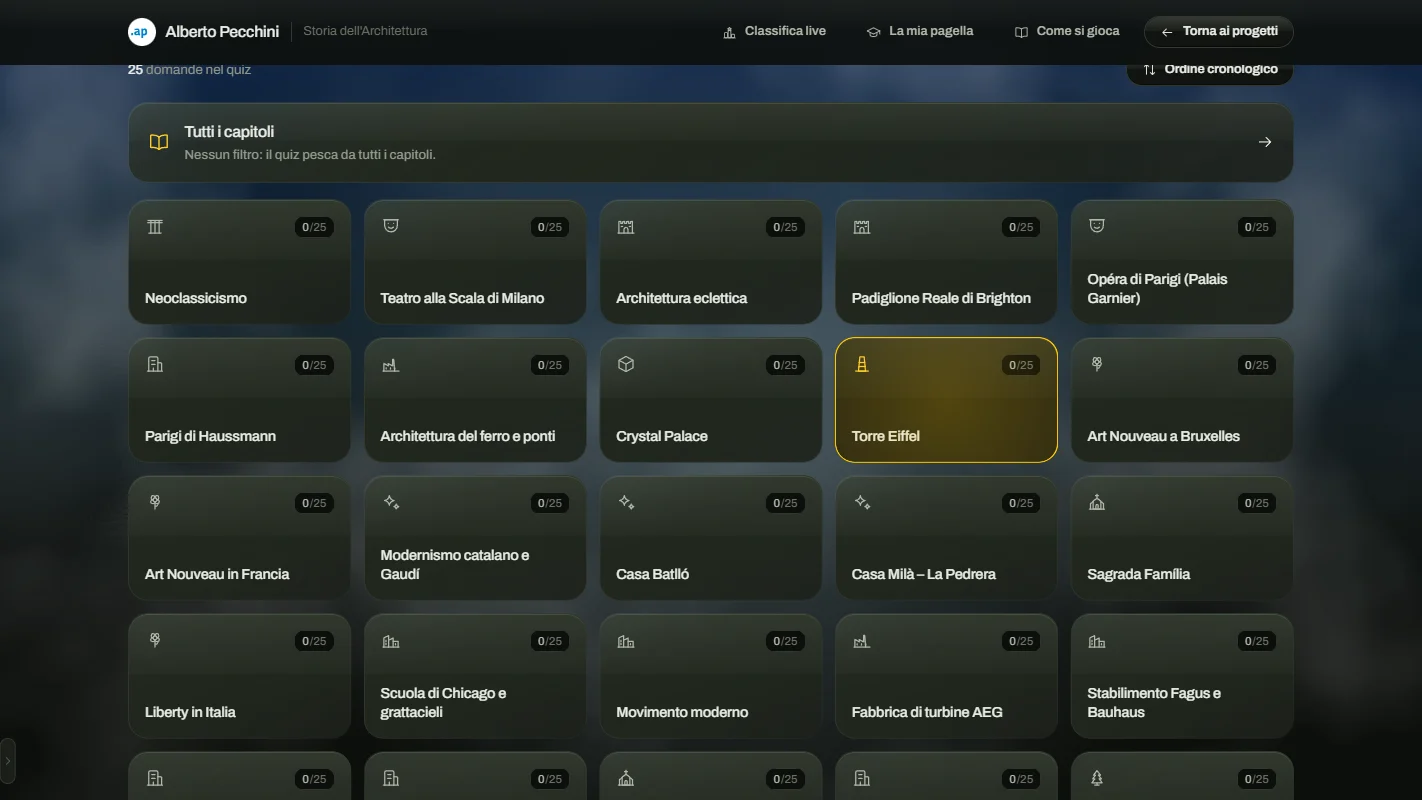 .ap Alberto Pecchini Storia dell'Architettura Classifica live La mia pagella Come si gioca Torna ai progetti
25 domande nel quiz Ordine cronologico
Tutti i capitoli
Nessun filtro: il quiz pesca da tutti i capitoli.
0/25 0/25 0/25 0/25 0/25
Neoclassicismo Teatro alla Scala di Milano Architettura eclettica Padiglione Reale di Brighton Opéra di Parigi (Palais
Garnier)
0/25 0/25 0/25 0/25 0/25
Parigi di Haussmann Architettura del ferro e ponti Crystal Palace Torre Eiffel Art Nouveau a Bruxelles
0/25 0/25 0/25 0/25 0/25
Art Nouveau in Francia Modernismo catalano e
Gaudí Casa Batlló Casa Milà – La Pedrera Sagrada Família
0/25 0/25 0/25 0/25 0/25
Liberty in Italia Scuola di Chicago e
grattacieli Movimento moderno Fabbrica di turbine AEG Stabilimento Fagus e
Bauhaus
0/25 0/25 0/25 0/25 0/25